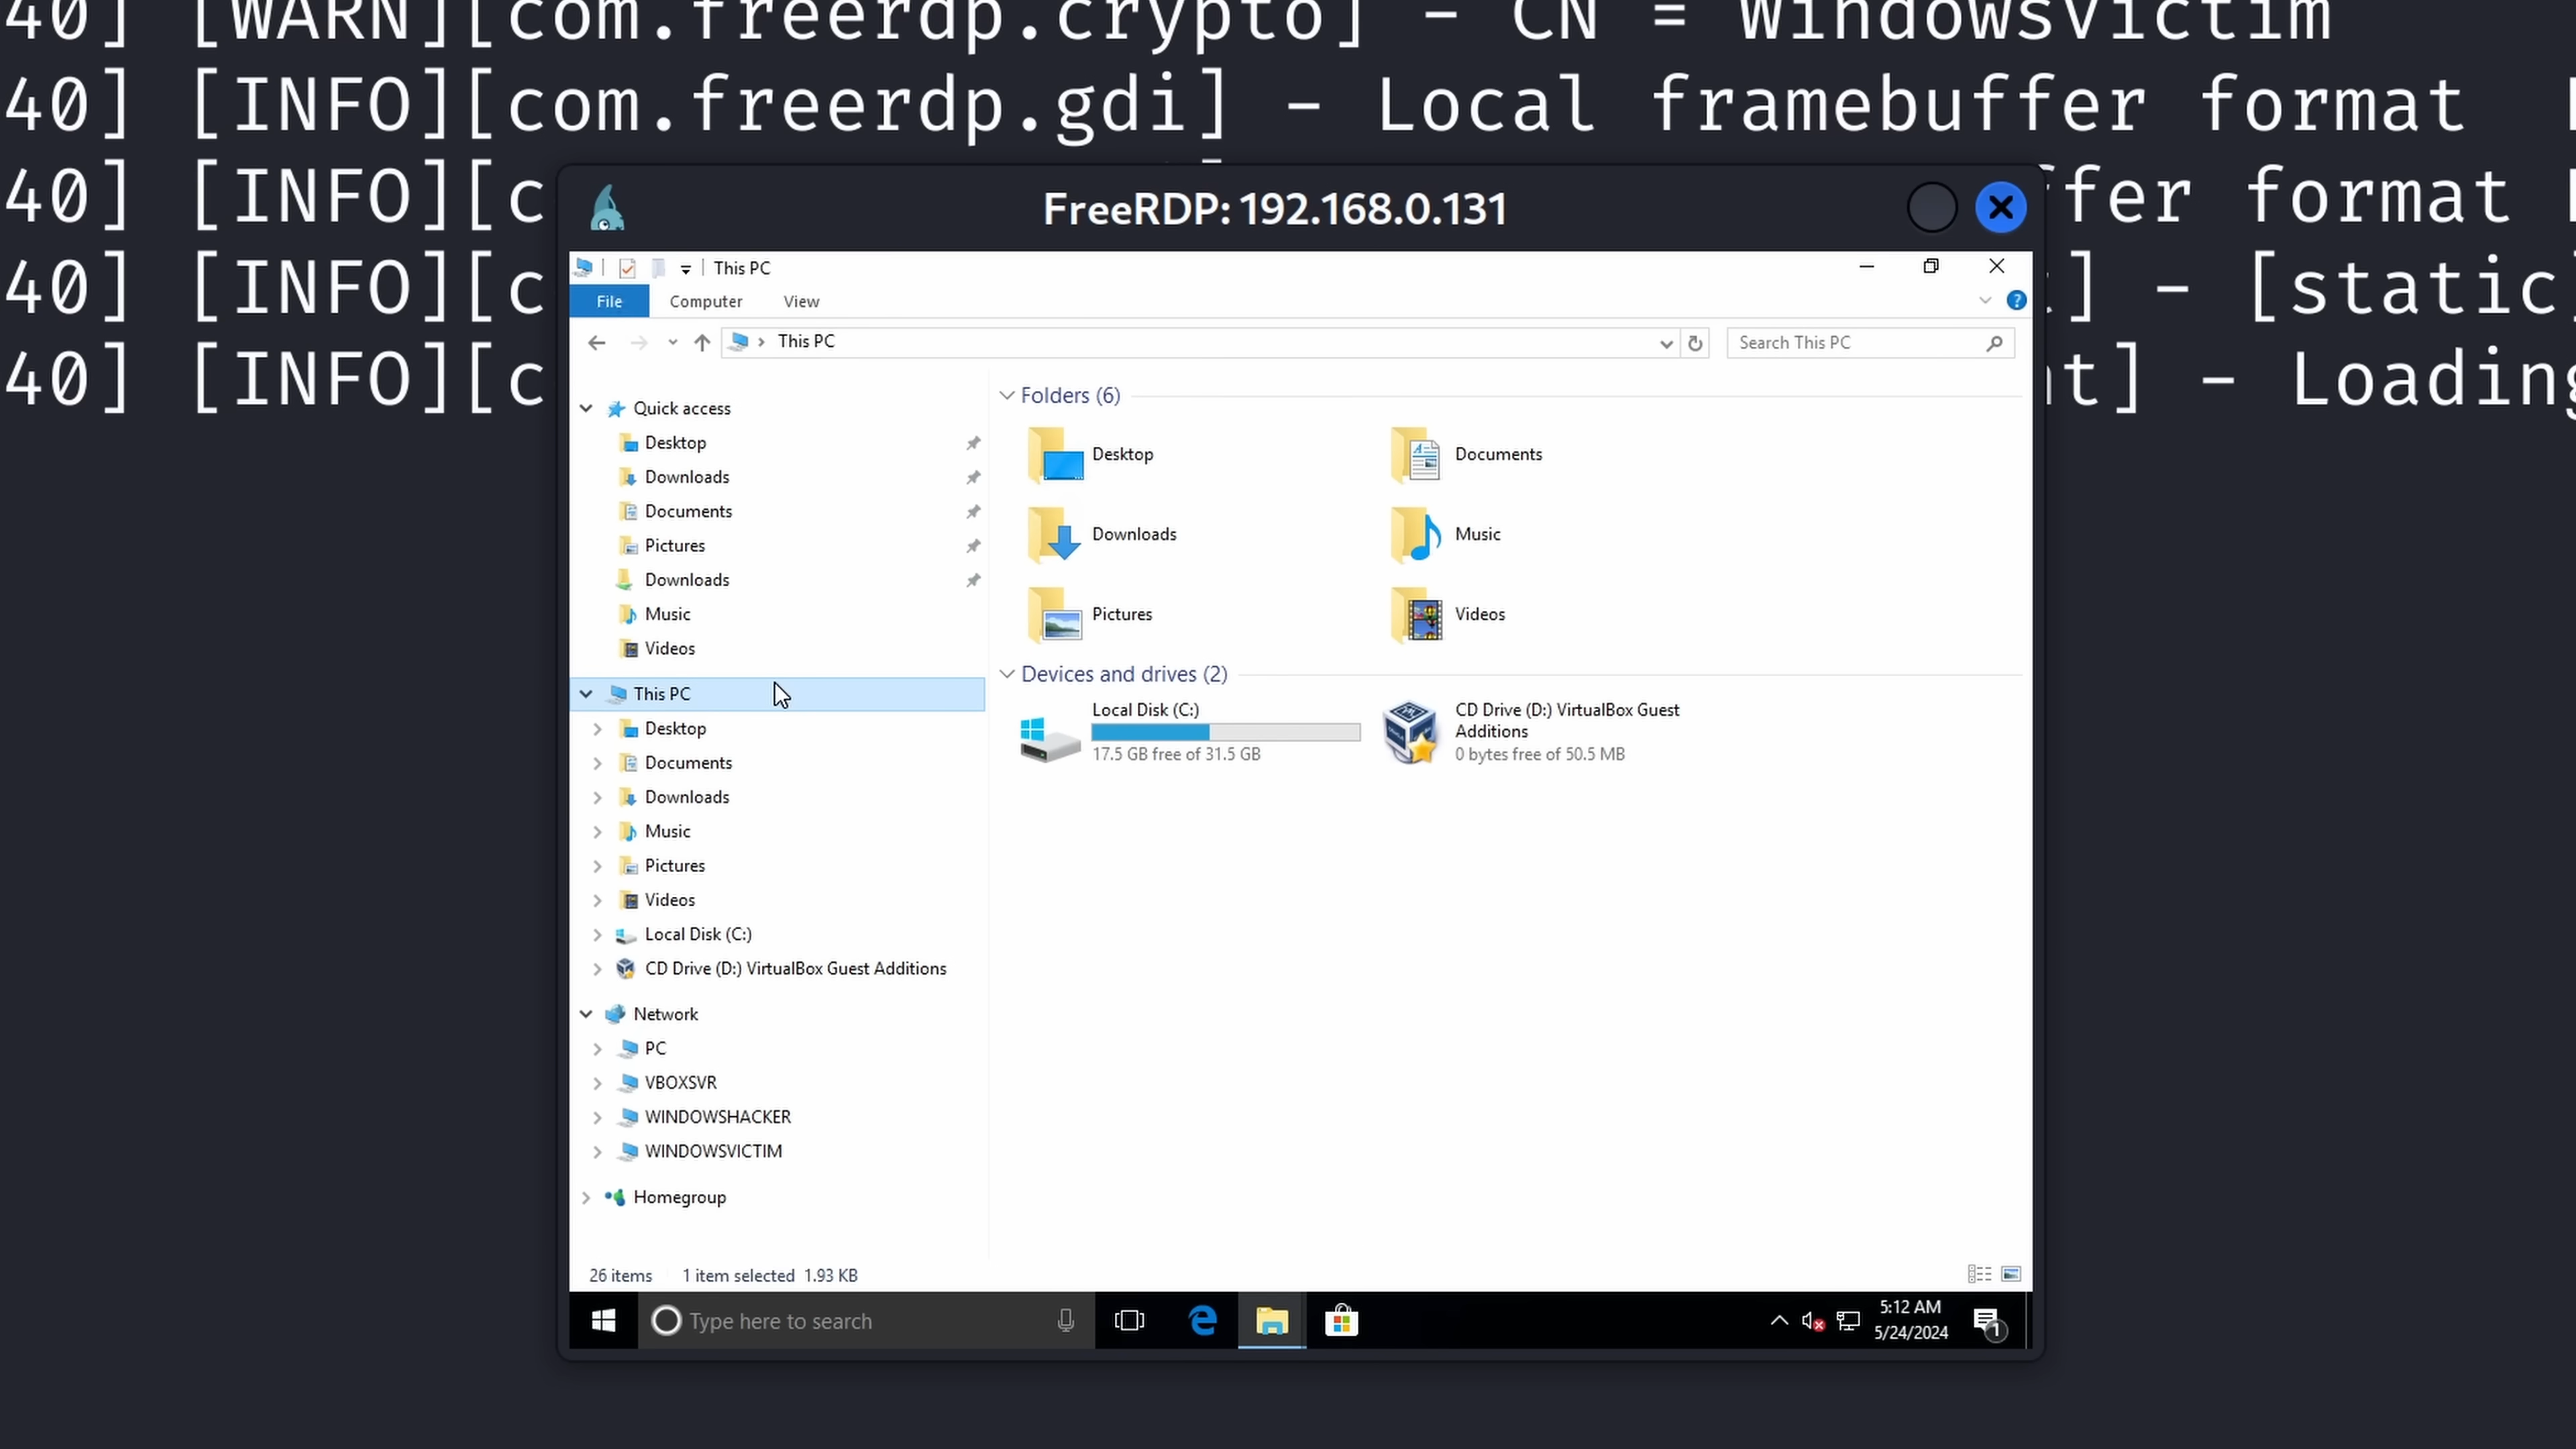 40] [WARN][com.freerdp.crypto] - CN = WindowsVictim
40] [INFO][com.freerdp.gdi] - Local framebuffer format
40] [INFO][c
ffer format
40] [INFO][c
] - [static]
40] [INFO][c
nt] - Loading
FreeRDP: 192.168.0.131
This PC
File Computer View
This PC
Search This PC
Quick access
Desktop
Downloads
Documents
Pictures
Downloads
Music
Videos
This PC
Desktop
Documents
Downloads
Music
Pictures
Videos
Local Disk (C:)
CD Drive (D:) VirtualBox Guest Additions
Network
PC
VBOXSVR
WINDOWSHACKER
WINDOWSVICTIM
Homegroup
Folders (6)
Desktop
Documents
Downloads
Music
Pictures
Videos
Devices and drives (2)
Local Disk (C:)
17.5 GB free of 31.5 GB
CD Drive (D:) VirtualBox Guest
Additions
0 bytes free of 50.5 MB
26 items 1 item selected 1.93 KB
Type here to search
5:12 AM
5/24/2024
1